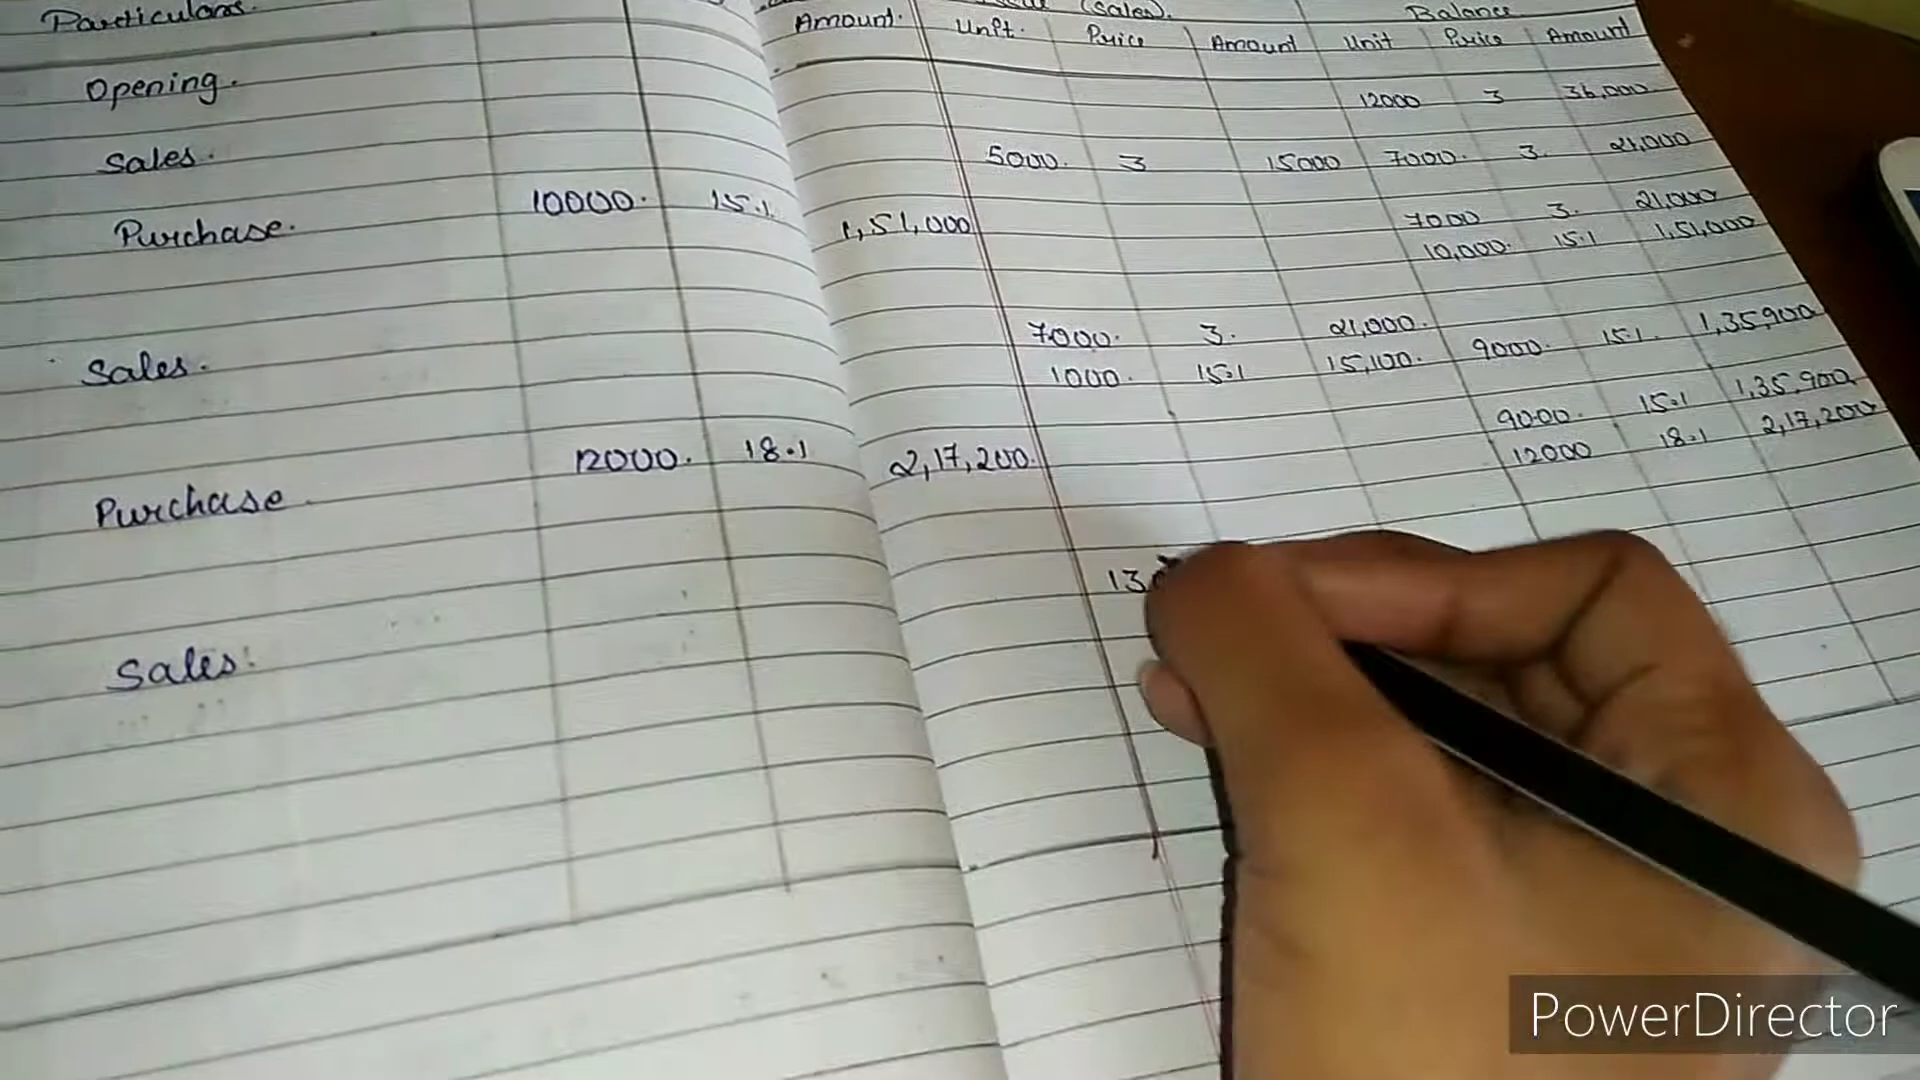 Particulars.
Amount.
(Sales).
Balance
Unit.
Price
Amount
Unit
Price
Amount
Opening.
12000 3 36,000
Sales.
5000. 3 15000 7000. 3. 21,000
Purchase.
10000. 15.1 1,51,000
7000 3. 21,000
10,000. 15.1 1,51,000
Sales.
7000. 3. 21,000.
1000. 15.1 15,100. 9000. 15.1. 1,35,900
Purchase
12000. 18.1 2,17,200.
9000. 15.1 1,35,900
12000 18.1 2,17,200
Sales:
13
PowerDirector